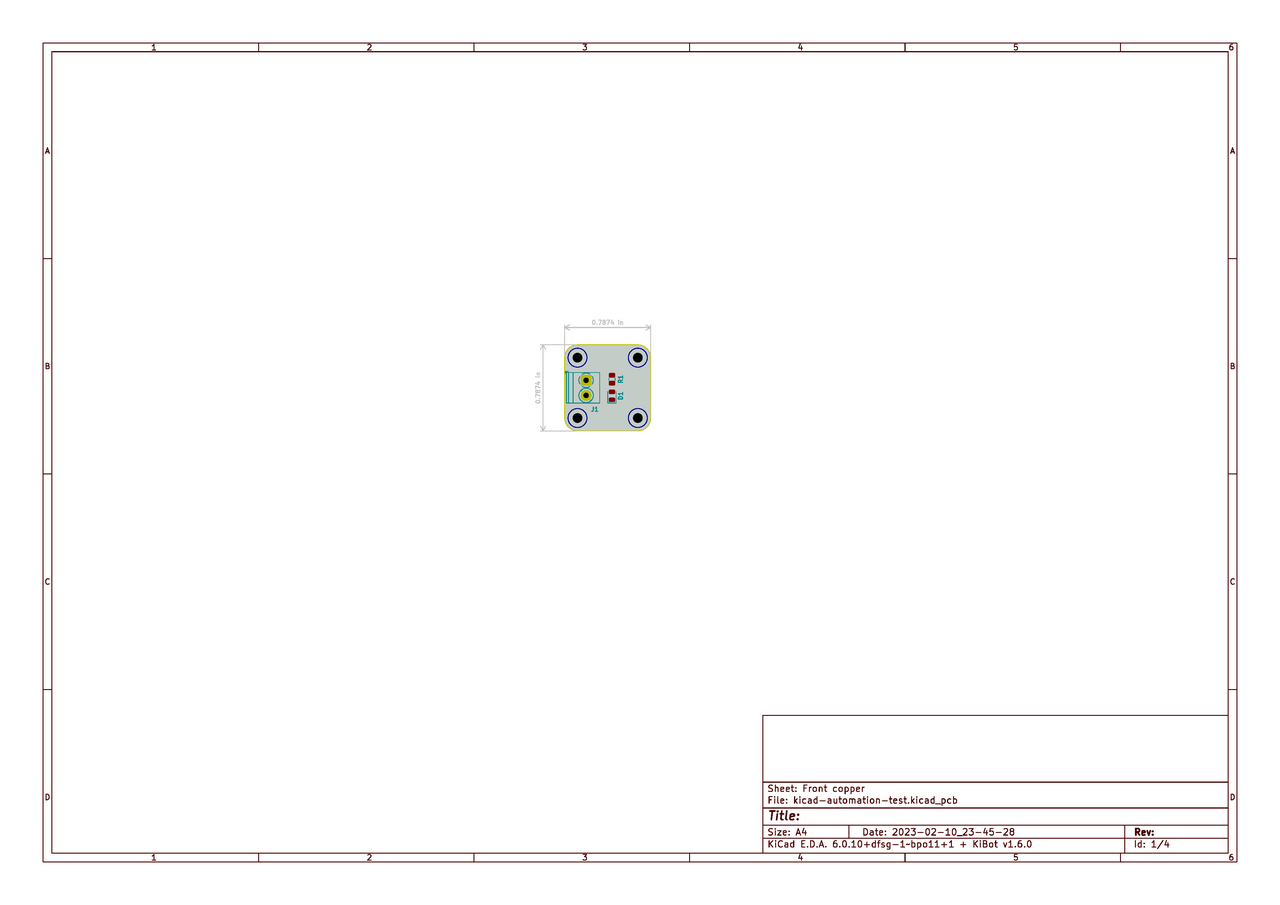 1 2 3 4 5 6
A A
0.7874 in
B B
0.7874 in
R1
D1
J1
C C
Sheet: Front copper
File: kicad-automation-test.kicad_pcb
D D
Title:
Size: A4 Date: 2023-02-10_23-45-28 Rev:
KiCad E.D.A. 6.0.10+dfsg-1~bpo11+1 + KiBot v1.6.0 Id: 1/4
1 2 3 4 5 6